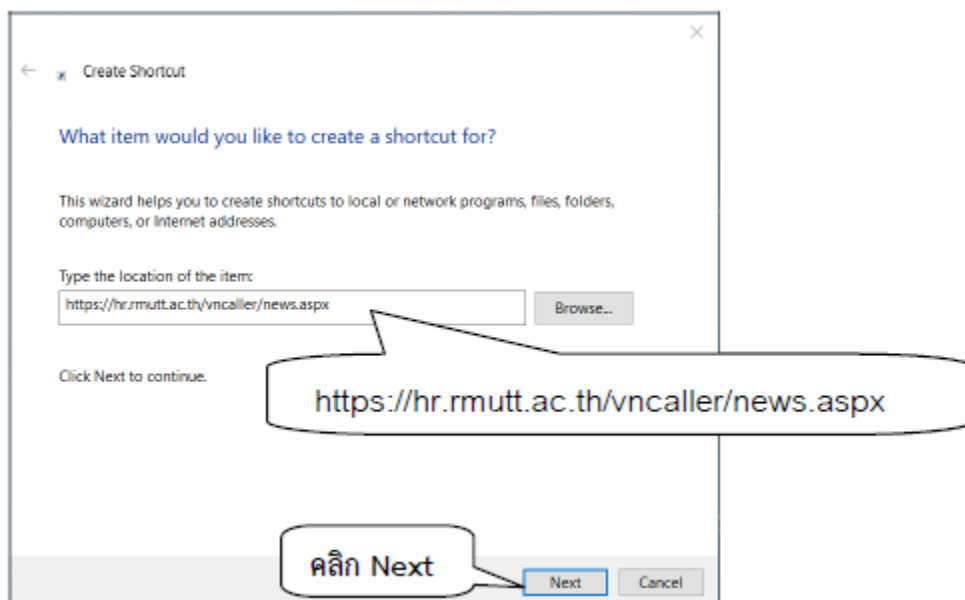 Create Shortcut
What item would you like to create a shortcut for?
This wizard helps you to create shortcuts to local or network programs, files, folders,
computers, or Internet addresses.
Type the location of the item:
https://hr.rmutt.ac.th/vncaller/news.aspx
Browse...
Click Next to continue.
https://hr.rmutt.ac.th/vncaller/news.aspx
คลิก Next
Next
Cancel